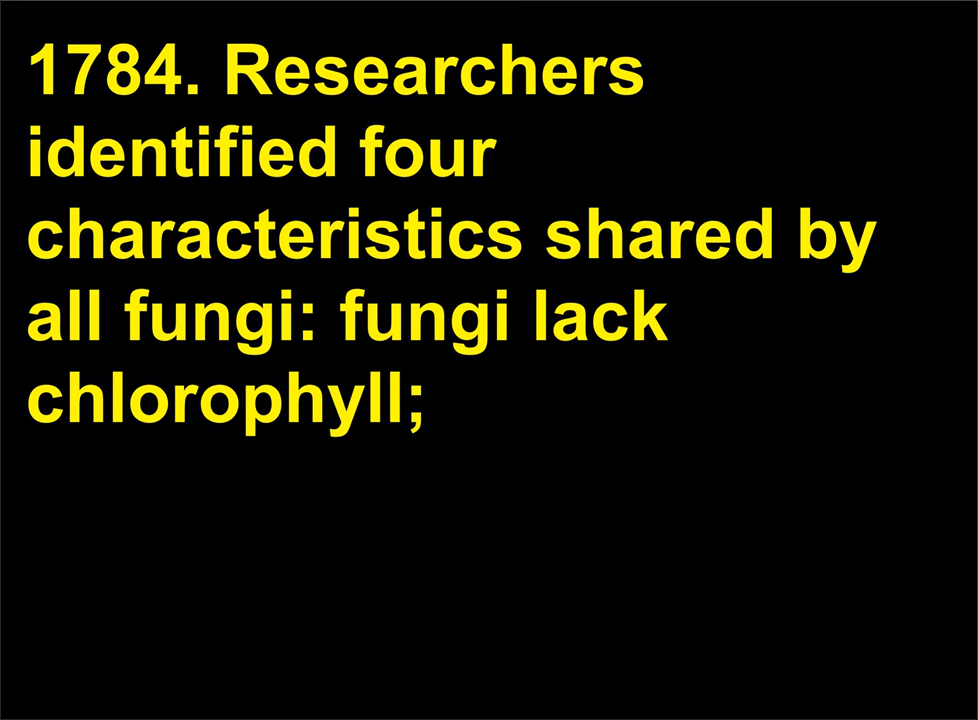 1784. Researchers
identified four
characteristics shared by
all fungi: fungi lack
chlorophyll;